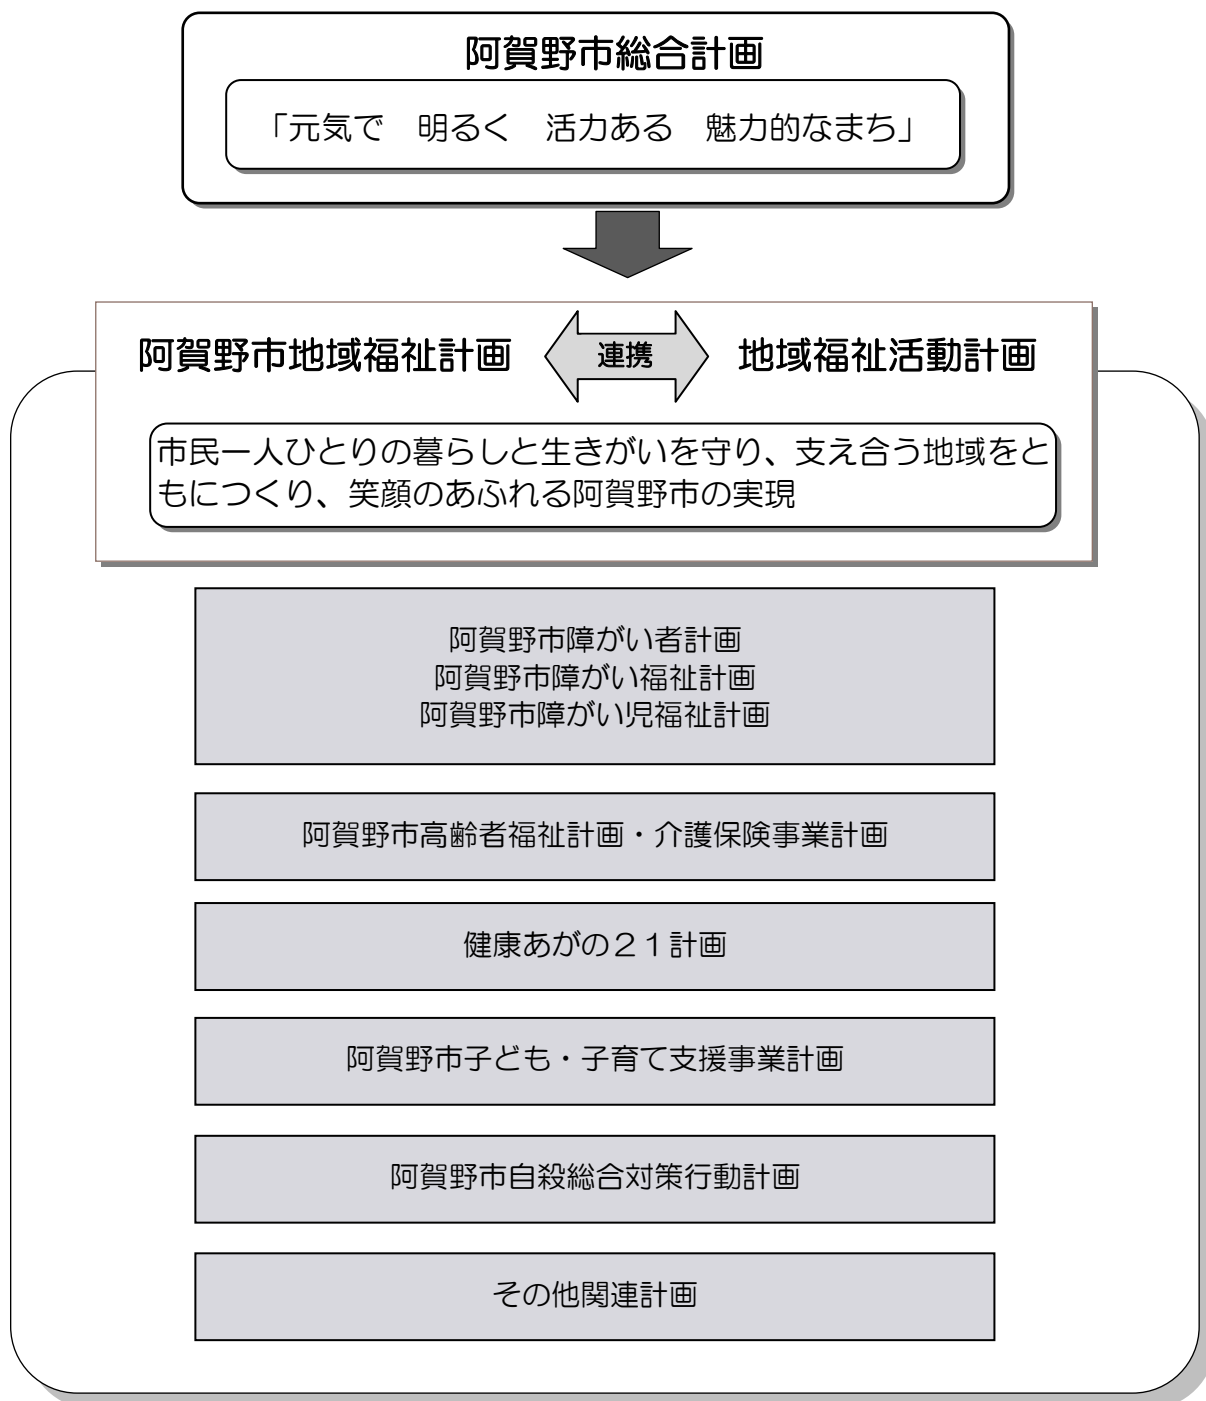 阿賀野市総合計画
「元気で　明るく　活力ある　魅力的なまち」
阿賀野市地域福祉計画
連携
地域福祉活動計画
市民一人ひとりの暮らしと生きがいを守り、支え合う地域をと
もにつくり、笑顔のあふれる阿賀野市の実現
阿賀野市障がい者計画
阿賀野市障がい福祉計画
阿賀野市障がい児福祉計画
阿賀野市高齢者福祉計画・介護保険事業計画
健康あがの２１計画
阿賀野市子ども・子育て支援事業計画
阿賀野市自殺総合対策行動計画
その他関連計画